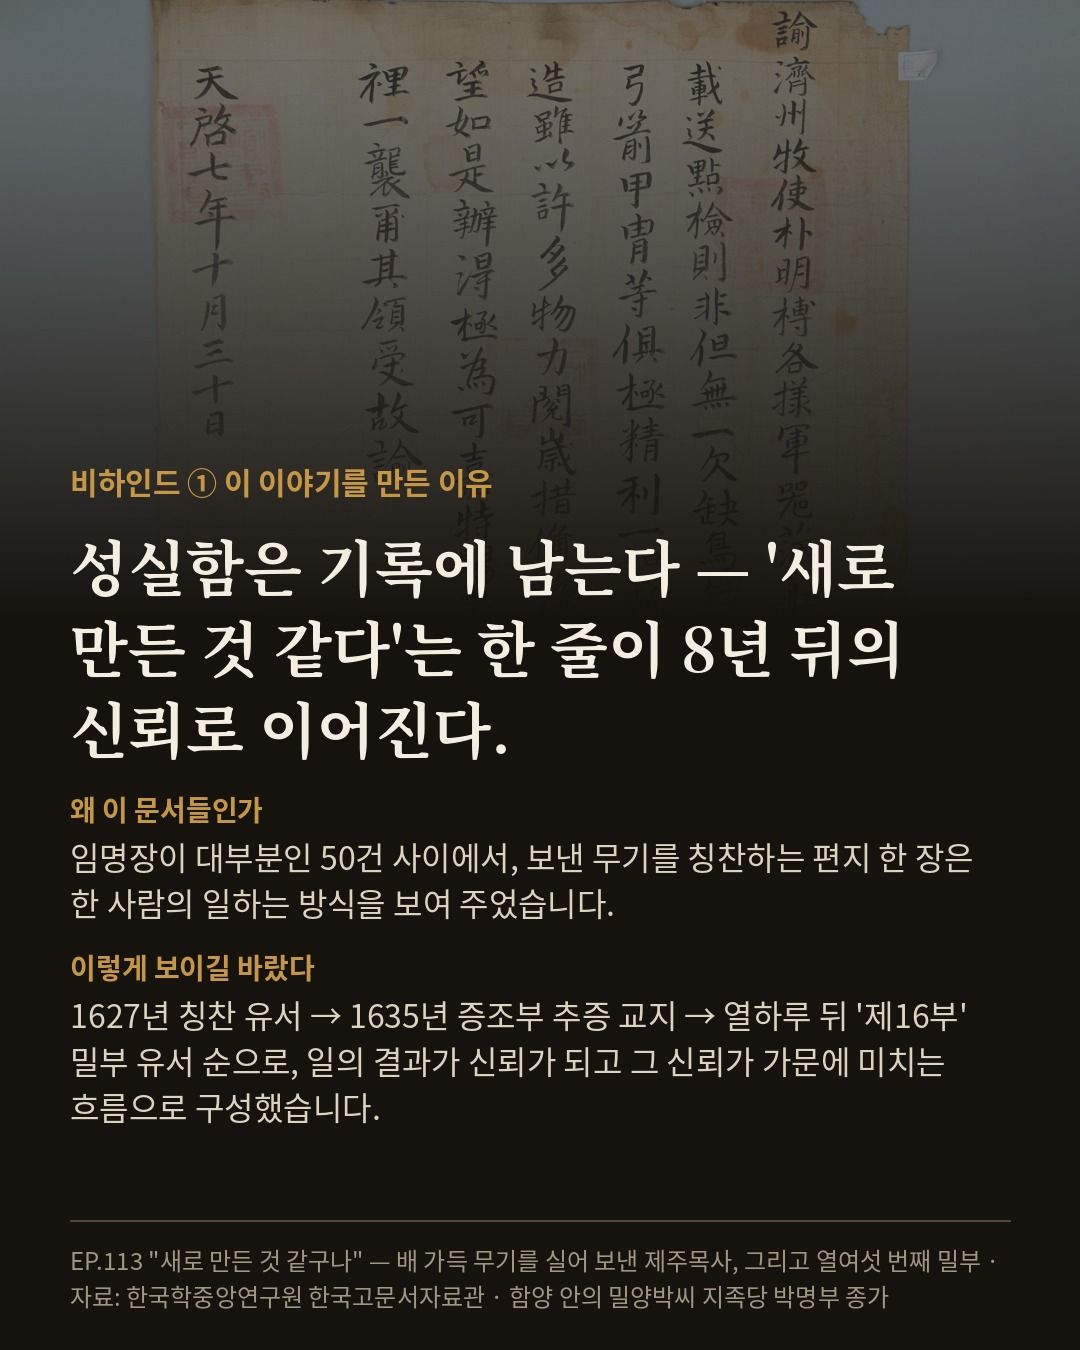 諭濟州牧使朴明榑各樣軍器
載送點檢則非但無一欠缺鳥
弓箭甲冑等俱極精利一
造雖以許多物力閱歲措備
望如是辦得極為可嘉特
裡一襲爾其領受故諭
天啓七年十月三十日
비하인드 ① 이 이야기를 만든 이유
성실함은 기록에 남는다 — '새로
만든 것 같다'는 한 줄이 8년 뒤의
신뢰로 이어진다.
왜 이 문서들인가
임명장이 대부분인 50건 사이에서, 보낸 무기를 칭찬하는 편지 한 장은
한 사람의 일하는 방식을 보여 주었습니다.
이렇게 보이길 바랐다
1627년 칭찬 유서 → 1635년 증조부 추증 교지 → 열하루 뒤 '제16부'
밀부 유서 순으로, 일의 결과가 신뢰가 되고 그 신뢰가 가문에 미치는
흐름으로 구성했습니다.
EP.113 "새로 만든 것 같구나" — 배 가득 무기를 실어 보낸 제주목사, 그리고 열여섯 번째 밀부 ·
자료: 한국학중앙연구원 한국고문서자료관 · 함양 안의 밀양박씨 지족당 박명부 종가